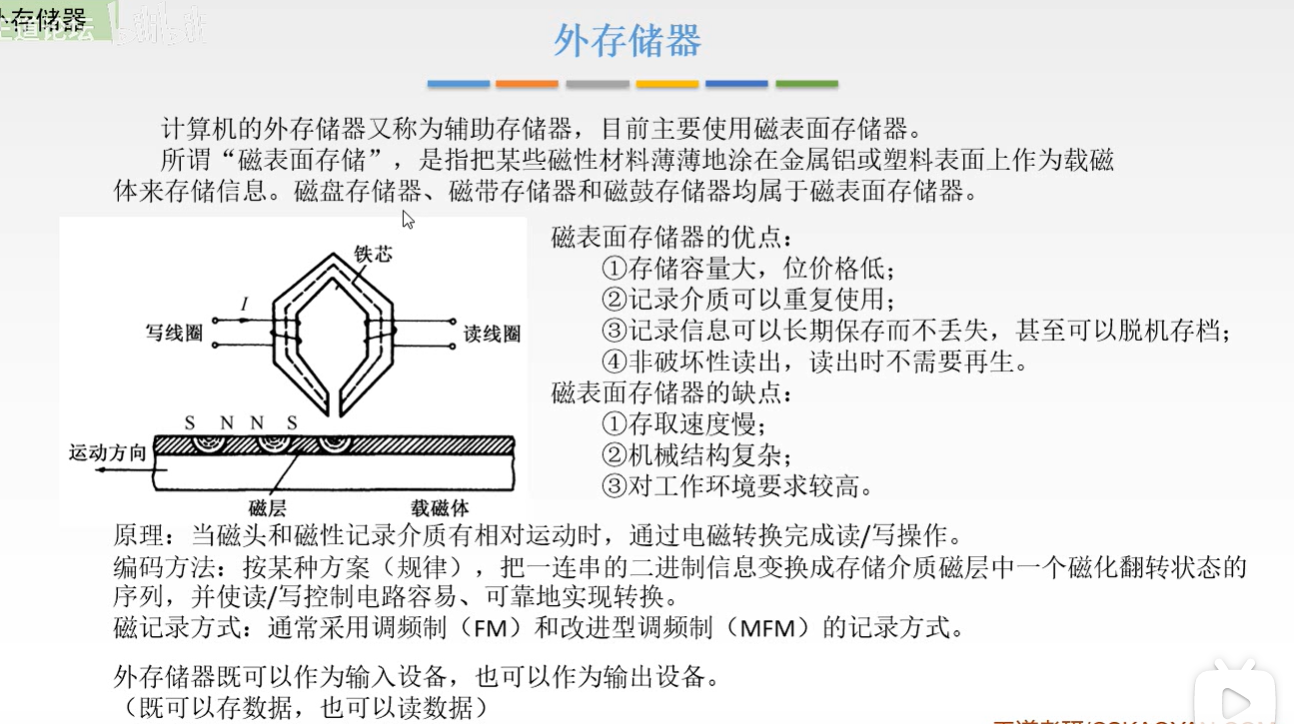 外存储器
王道论坛 bilibili
外存储器
计算机的外存储器又称为辅助存储器，目前主要使用磁表面存储器。
所谓“磁表面存储”，是指把某些磁性材料薄薄地涂在金属铝或塑料表面上作为载磁
体来存储信息。磁盘存储器、磁带存储器和磁鼓存储器均属于磁表面存储器。
铁芯
I
写线圈
读线圈
S N N S
运动方向
磁层
载磁体
磁表面存储器的优点：
①存储容量大，位价格低；
②记录介质可以重复使用；
③记录信息可以长期保存而不丢失，甚至可以脱机存档；
④非破坏性读出，读出时不需要再生。
磁表面存储器的缺点：
①存取速度慢；
②机械结构复杂；
③对工作环境要求较高。
原理：当磁头和磁性记录介质有相对运动时，通过电磁转换完成读/写操作。
编码方法：按某种方案（规律），把一连串的二进制信息变换成存储介质磁层中一个磁化翻转状态的
序列，并使读/写控制电路容易、可靠地实现转换。
磁记录方式：通常采用调频制（FM）和改进型调频制（MFM）的记录方式。
外存储器既可以作为输入设备，也可以作为输出设备。
（既可以存数据，也可以读数据）